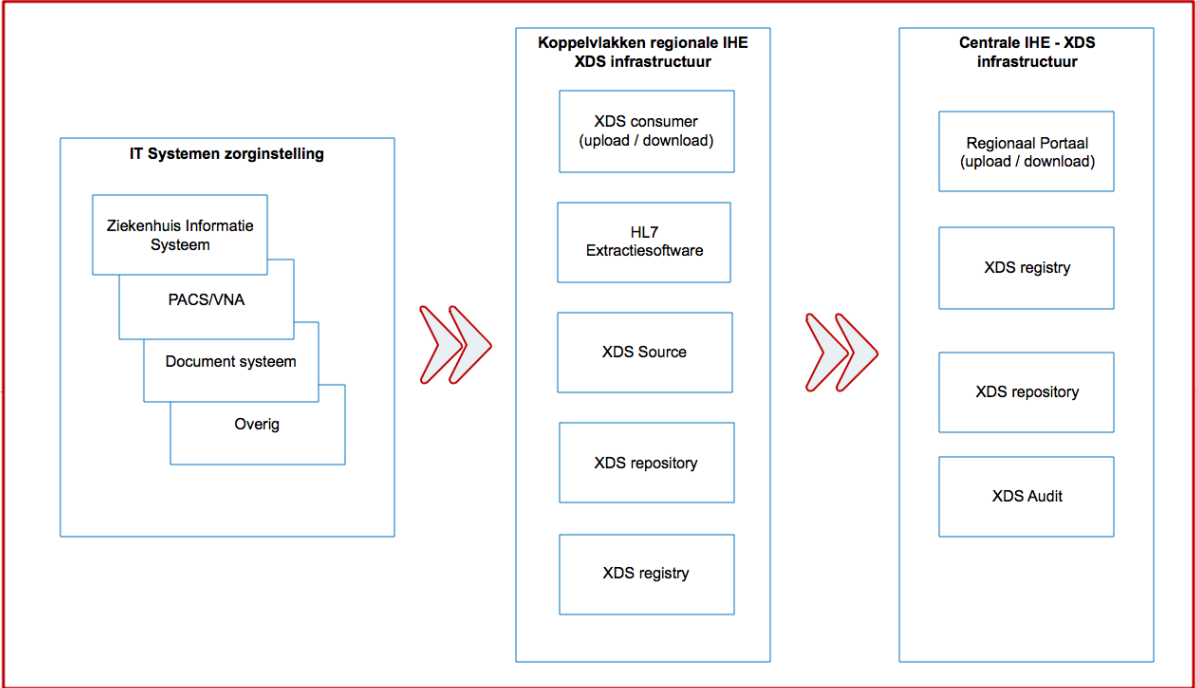 IT Systemen zorginstelling
Ziekenhuis Informatie
Systeem
PACS/VNA
Document systeem
Overig
Koppelvlakken regionale IHE
XDS infrastructuur
XDS consumer
(upload / download)
HL7
Extractiesoftware
XDS Source
XDS repository
XDS registry
Centrale IHE - XDS
infrastructuur
Regionaal Portaal
(upload / download)
XDS registry
XDS repository
XDS Audit